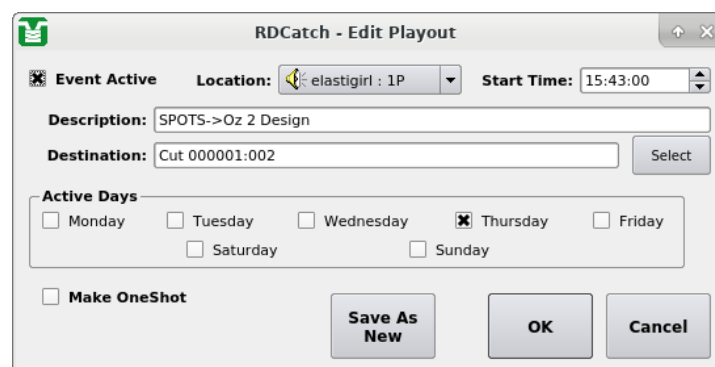 RDCatch - Edit Playout
Event Active Location: elastigirl : 1P Start Time: 15:43:00
Description: SPOTS->Oz 2 Design
Destination: Cut 000001:002 Select
Active Days
Monday Tuesday Wednesday Thursday Friday
Saturday Sunday
Make OneShot
Save As
New
OK
Cancel